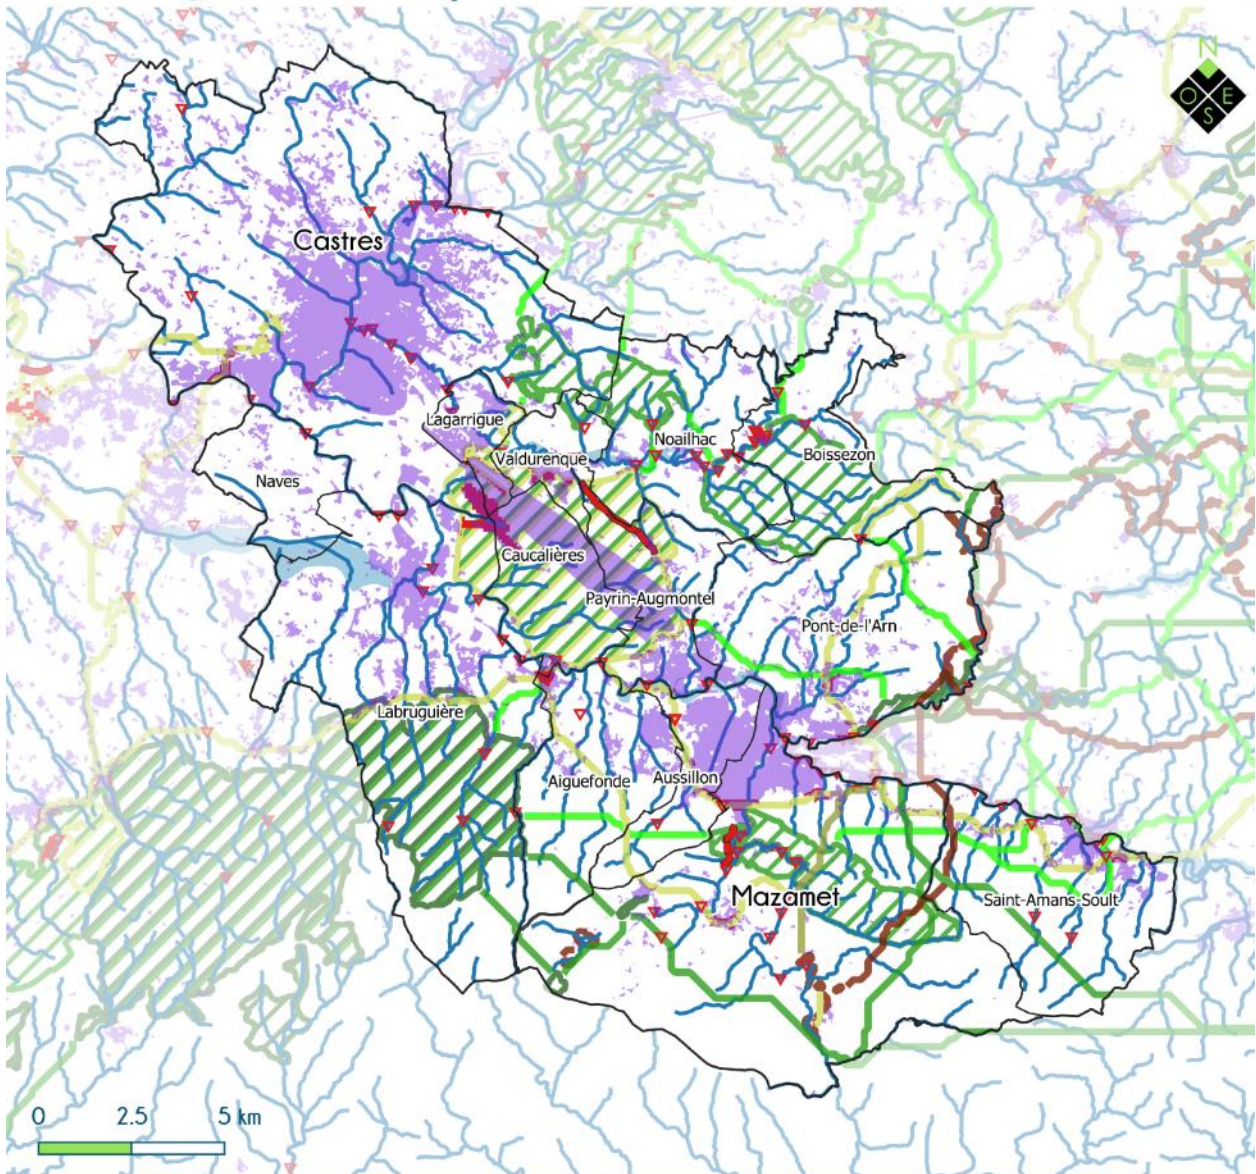 N
O E
S
Castres
Lagarrigue
Valdurenque
Noailhac
Boissezon
Naves
Caucalières
Payrin-Augmontel
Pont-de-l'Arn
Labruguière
Aiguefonde
Aussillon
Mazamet
Saint-Amans-Soult
0 2.5 5 km